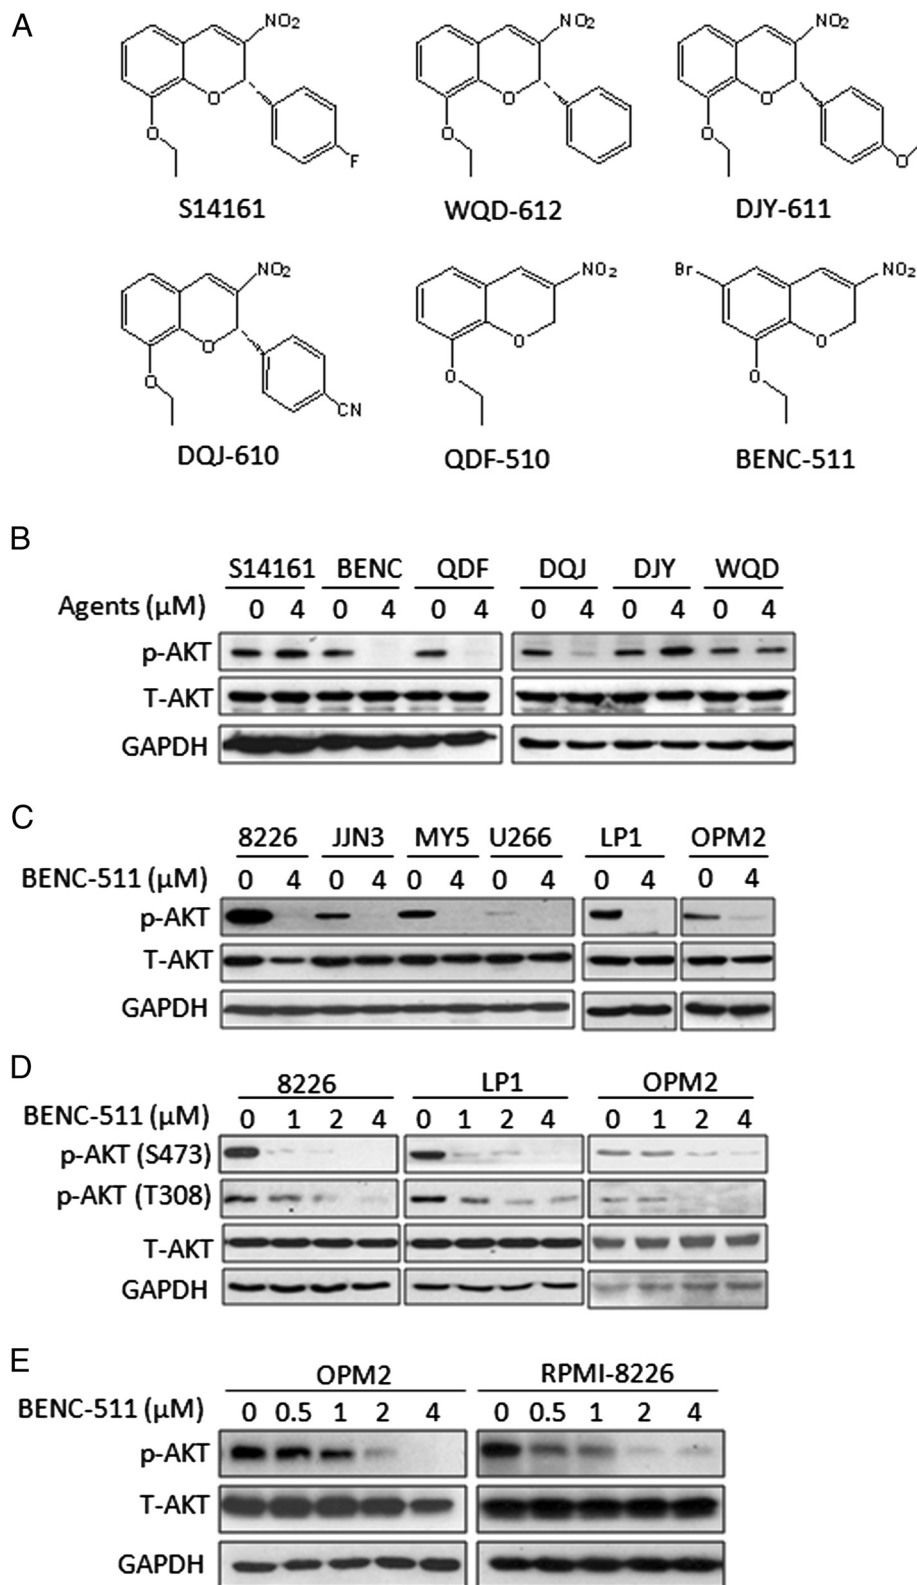 A
NO₂ NO₂ NO₂
O O O
O F O O O
S14161 WQD-612 DJY-611
NO₂ NO₂ Br NO₂
O O O
O CN O O
DQJ-610 QDF-510 BENC-511
B
S14161 BENC QDF DQJ DJY WQD
Agents (µM) 0 4 0 4 0 4 0 4 0 4 0 4
p-AKT
T-AKT
GAPDH
C
8226 JJN3 MY5 U266 LP1 OPM2
BENC-511 (µM) 0 4 0 4 0 4 0 4 0 4 0 4
p-AKT
T-AKT
GAPDH
D
8226 LP1 OPM2
BENC-511 (µM) 0 1 2 4 0 1 2 4 0 1 2 4
p-AKT (S473)
p-AKT (T308)
T-AKT
GAPDH
E
OPM2 RPMI-8226
BENC-511 (µM) 0 0.5 1 2 4 0 0.5 1 2 4
p-AKT
T-AKT
GAPDH